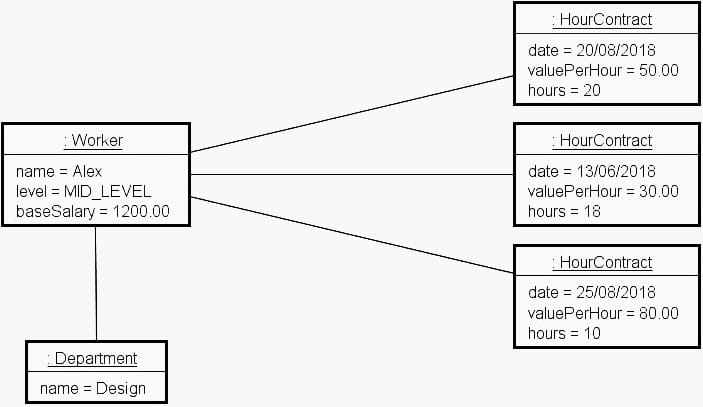 : HourContract
date = 20/08/2018
valuePerHour = 50.00
hours = 20
: Worker
name = Alex
level = MID_LEVEL
baseSalary = 1200.00
: HourContract
date = 13/06/2018
valuePerHour = 30.00
hours = 18
: HourContract
date = 25/08/2018
valuePerHour = 80.00
hours = 10
: Department
name = Design